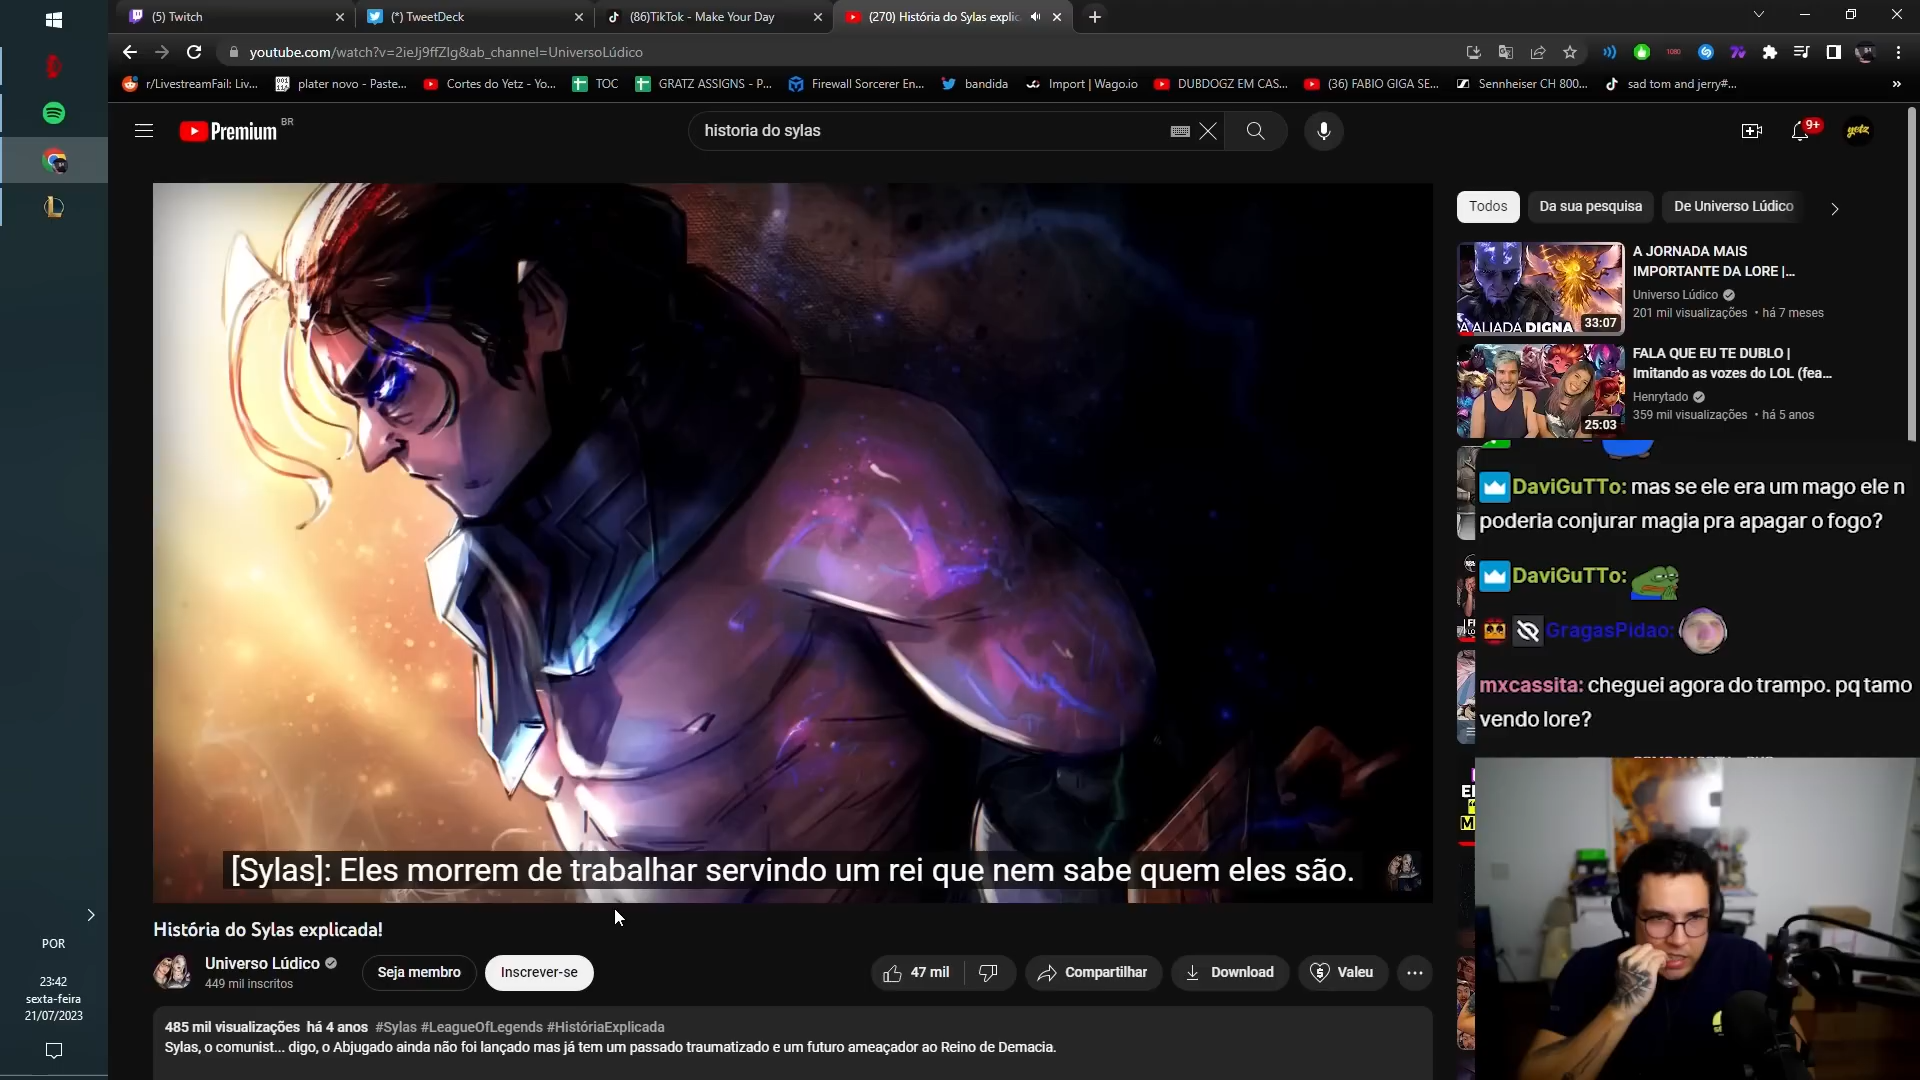 (5) Twitch
(*) TweetDeck
(86)TikTok - Make Your Day
(270) História do Sylas explic
youtube.com/watch?v=2ieJj9ffZIg&ab_channel=UniversoLúdico
r/LivestreamFail: Liv...
plater novo - Paste...
Cortes do Yetz - Yo...
TOC
GRATZ ASSIGNS - P...
Firewall Sorcerer En...
bandida
Import | Wago.io
DUBDOGZ EM CAS...
(36) FABIO GIGA SE...
Sennheiser CH 800...
sad tom and jerry#...
Premium BR
historia do sylas
9+
yetz
Todos
Da sua pesquisa
De Universo Lúdico
A JORNADA MAIS
IMPORTANTE DA LORE |...
Universo Lúdico
201 mil visualizações • há 7 meses
A ALIADA DIGNA
33:07
FALA QUE EU TE DUBLO |
Imitando as vozes do LOL (fea...
Henrytado
359 mil visualizações • há 5 anos
25:03
DaviGuTTo: mas se ele era um mago ele n
poderia conjurar magia pra apagar o fogo?
DaviGuTTo:
GragasPidao:
mxcassita: cheguei agora do trampo. pq tamo
vendo lore?
[Sylas]: Eles morrem de trabalhar servindo um rei que nem sabe quem eles são.
História do Sylas explicada!
Universo Lúdico
449 mil inscritos
Seja membro
Inscrever-se
47 mil
Compartilhar
Download
Valeu
485 mil visualizações há 4 anos #Sylas #LeagueOfLegends #HistóriaExplicada
Sylas, o comunist... digo, o Abjugado ainda não foi lançado mas já tem um passado traumatizado e um futuro ameaçador ao Reino de Demacia.
POR
23:42
sexta-feira
21/07/2023